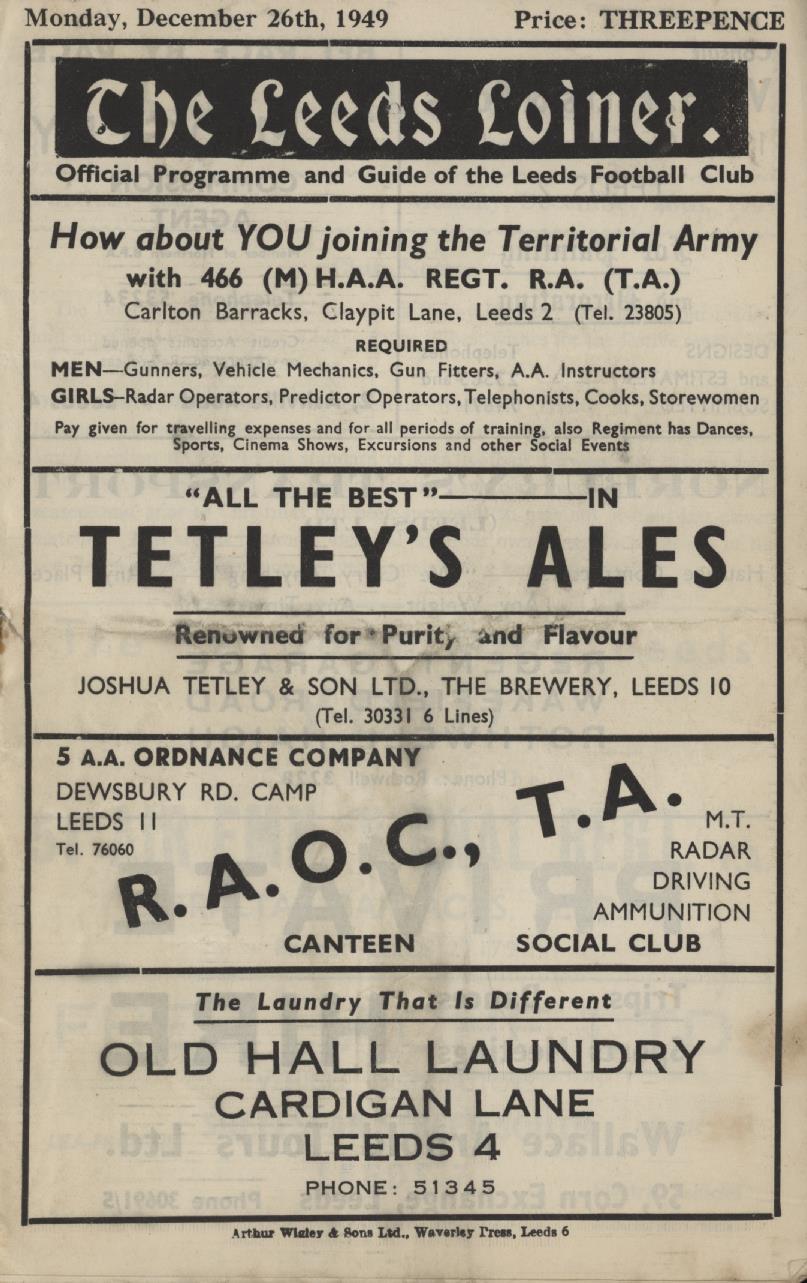 Monday, December 26th, 1949 Price: THREEPENCE
The Leeds Loiner.
Official Programme and Guide of the Leeds Football Club
How about YOU joining the Territorial Army
with 466 (M) H.A.A. REGT. R.A. (T.A.)
Carlton Barracks, Claypit Lane, Leeds 2 (Tel. 23805)
REQUIRED
MEN—Gunners, Vehicle Mechanics, Gun Fitters, A.A. Instructors
GIRLS—Radar Operators, Predictor Operators, Telephonists, Cooks, Storewomen
Pay given for travelling expenses and for all periods of training, also Regiment has Dances,
Sports, Cinema Shows, Excursions and other Social Events
"ALL THE BEST"————IN
TETLEY'S ALES
Renowned for Purity and Flavour
JOSHUA TETLEY & SON LTD., THE BREWERY, LEEDS 10
(Tel. 30331 6 Lines)
5 A.A. ORDNANCE COMPANY
DEWSBURY RD. CAMP
LEEDS 11
Tel. 76060
R.A.O.C., T.A.
M.T.
RADAR
DRIVING
AMMUNITION
CANTEEN SOCIAL CLUB
The Laundry That Is Different
OLD HALL LAUNDRY
CARDIGAN LANE
LEEDS 4
PHONE: 51345
Arthur Wigley & Sons Ltd., Waverley Press, Leeds 6